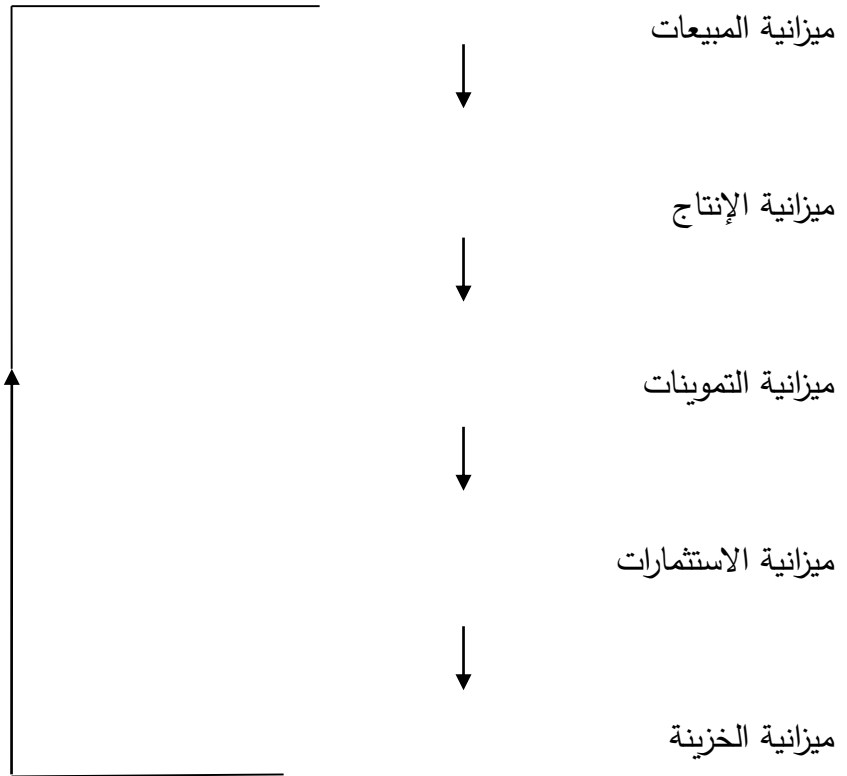 ميزانية المبيعات
ميزانية الإنتاج
ميزانية التموينات
ميزانية الاستثمارات
ميزانية الخزينة